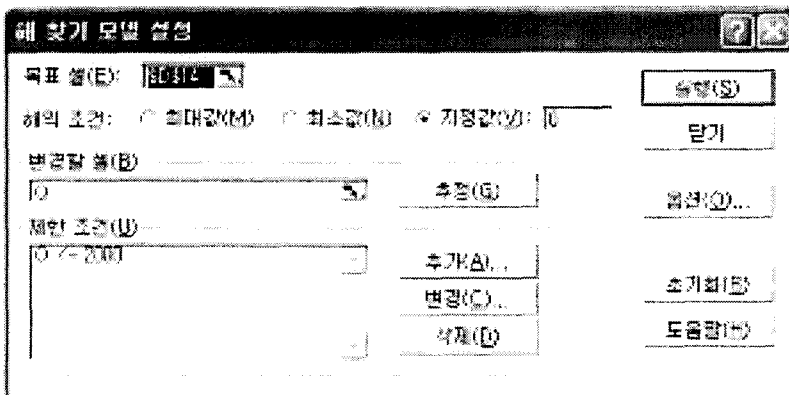 해 찾기 모델 설정
목표 셀(E):
해의 조건: 최대값(M) 최소값(N) 지정값(V): 0
변경할 셀(B)
추정(G)
제한 조건(U)
2000
추가(A)...
변경(C)...
삭제(D)
실행(S)
닫기
옵션(O)...
초기화(R)
도움말(H)